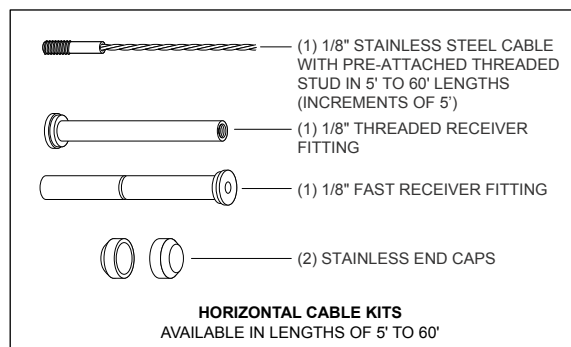 (1) 1/8" STAINLESS STEEL CABLE
WITH PRE-ATTACHED THREADED
STUD IN 5' TO 60' LENGTHS
(INCREMENTS OF 5’)
(1) 1/8" THREADED RECEIVER
FITTING
(1) 1/8" FAST RECEIVER FITTING
(2) STAINLESS END CAPS
HORIZONTAL CABLE KITS
AVAILABLE IN LENGTHS OF 5' TO 60'